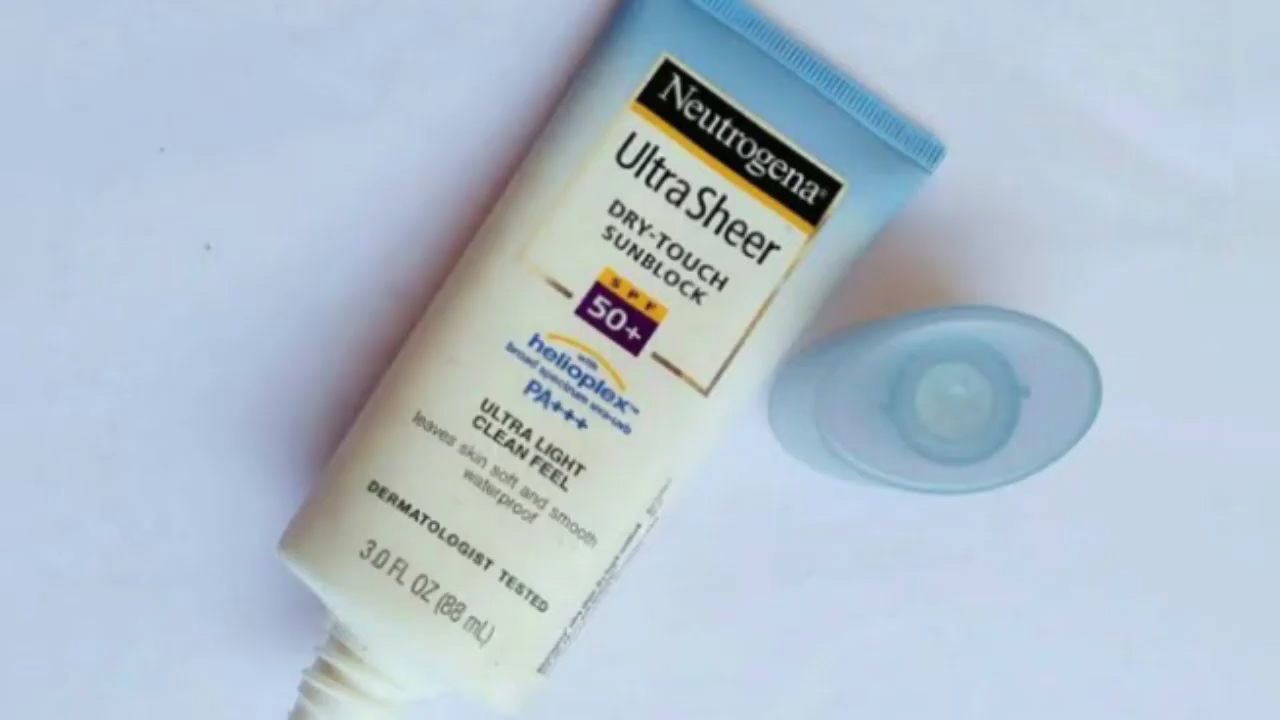 Neutrogena®
Ultra Sheer
DRY-TOUCH
SUNBLOCK
SPF
50+
with
helioplex™
broad spectrum uva•uvb
PA+++
ULTRA LIGHT
CLEAN FEEL
leaves skin soft and smooth
waterproof
DERMATOLOGIST TESTED
3.0 FL OZ (88 mL)